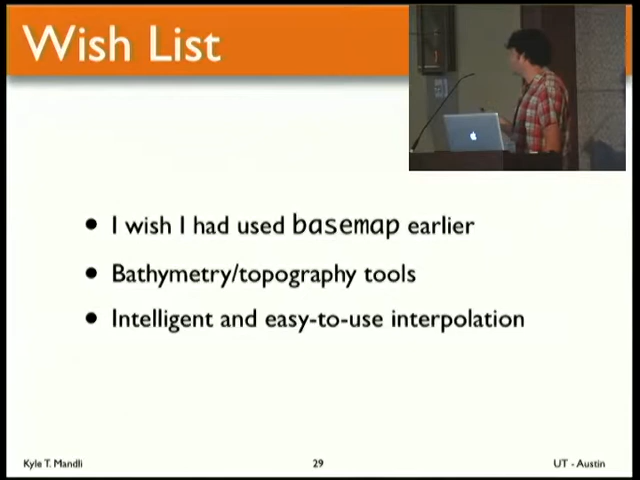 Wish List
• I wish I had used basemap earlier
• Bathymetry/topography tools
• Intelligent and easy-to-use interpolation
Kyle T. Mandli
29
UT - Austin